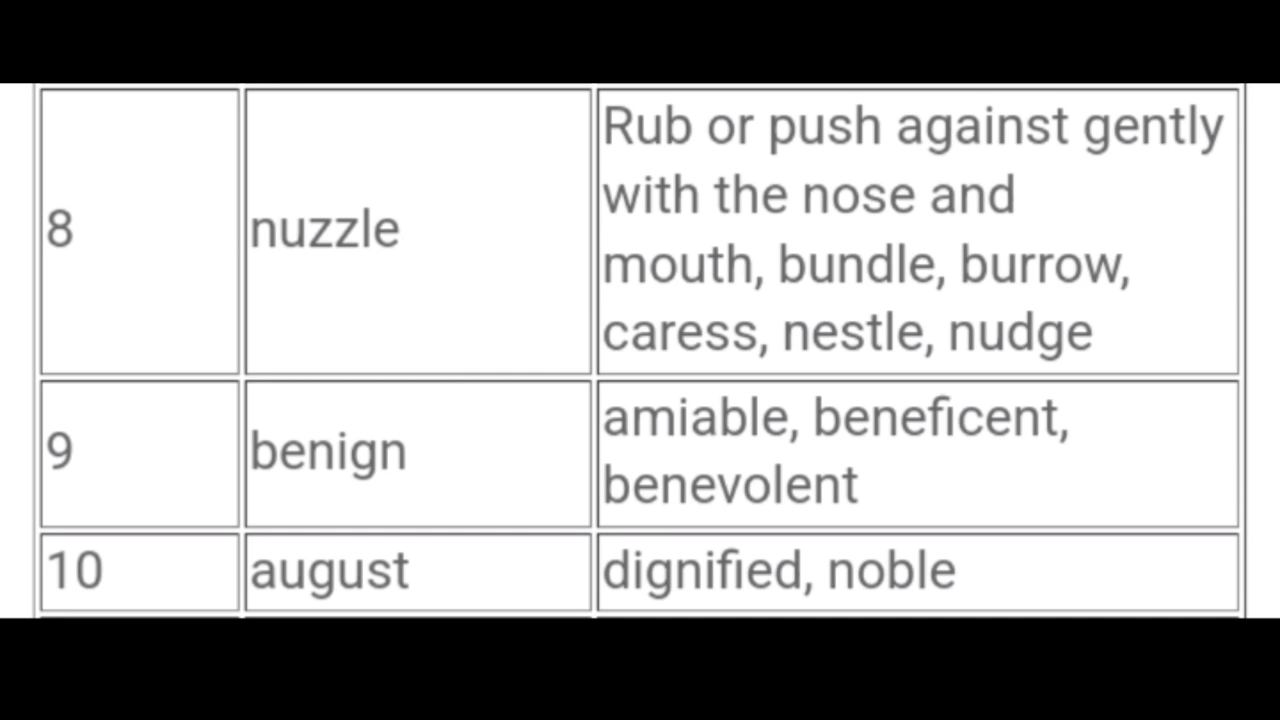 8
nuzzle
Rub or push against gently
with the nose and
mouth, bundle, burrow,
caress, nestle, nudge
9
benign
amiable, beneficent,
benevolent
10
august
dignified, noble